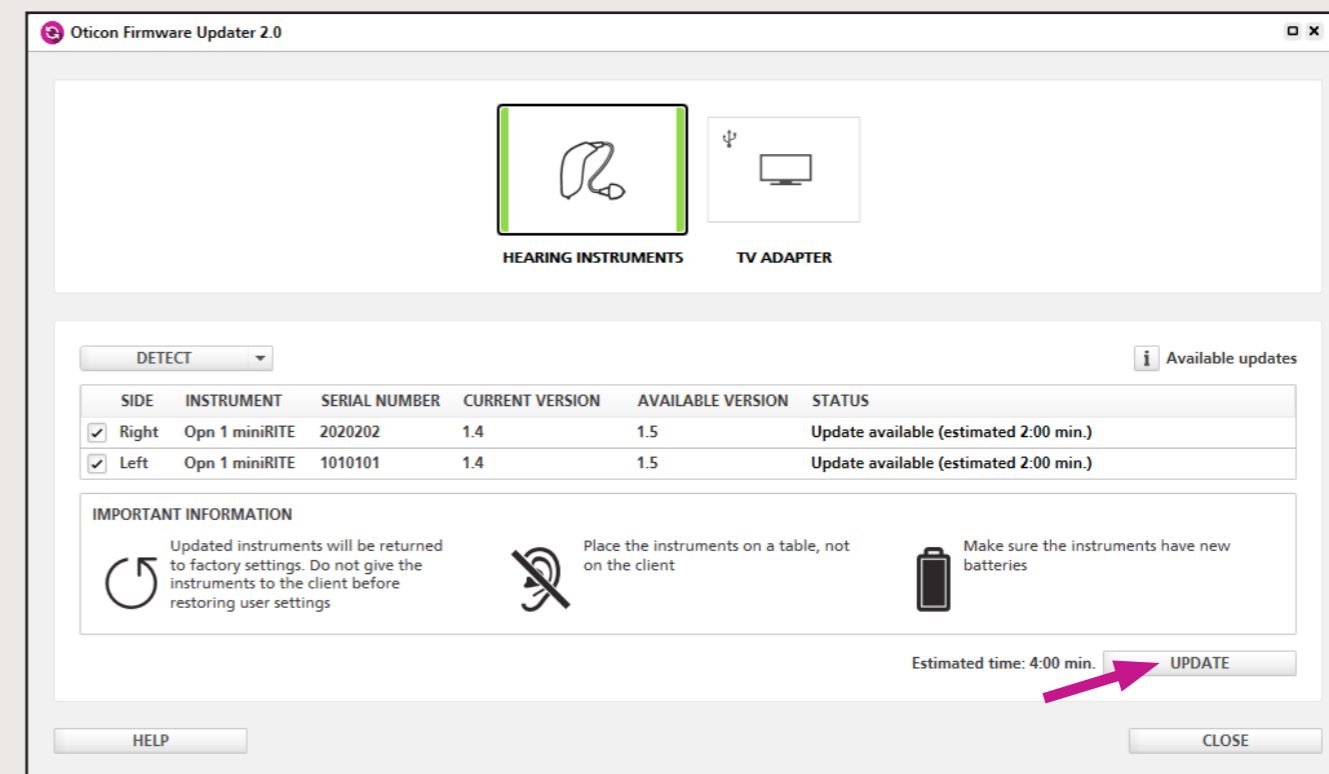 Oticon Firmware Updater 2.0
HEARING INSTRUMENTS TV ADAPTER
DETECT i Available updates
SIDE INSTRUMENT SERIAL NUMBER CURRENT VERSION AVAILABLE VERSION STATUS
Right Opn 1 miniRITE 2020202 1.4 1.5 Update available (estimated 2:00 min.)
Left Opn 1 miniRITE 1010101 1.4 1.5 Update available (estimated 2:00 min.)
IMPORTANT INFORMATION
Updated instruments will be returned
to factory settings. Do not give the
instruments to the client before
restoring user settings
Place the instruments on a table, not
on the client
Make sure the instruments have new
batteries
Estimated time: 4:00 min. UPDATE
HELP CLOSE